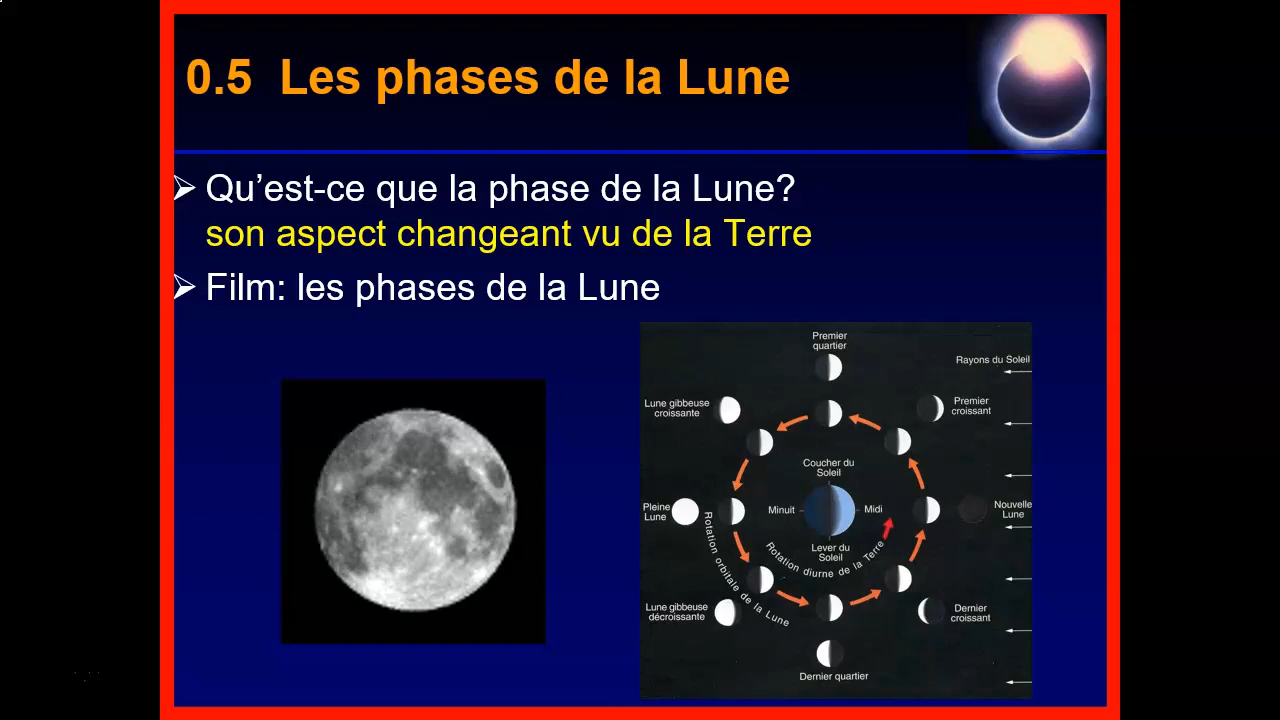 0.5 Les phases de la Lune
Qu’est-ce que la phase de la Lune?
son aspect changeant vu de la Terre
Film: les phases de la Lune
Premier
quartier
Rayons du Soleil
Lune gibbeuse
croissante
Premier
croissant
Coucher du
Soleil
Pleine
Lune
Minuit
Midi
Nouvelle
Lune
Lever du
Soleil
Rotation diurne de la Terre
Rotation orbitale de la Lune
Lune gibbeuse
décroissante
Dernier
croissant
Dernier quartier